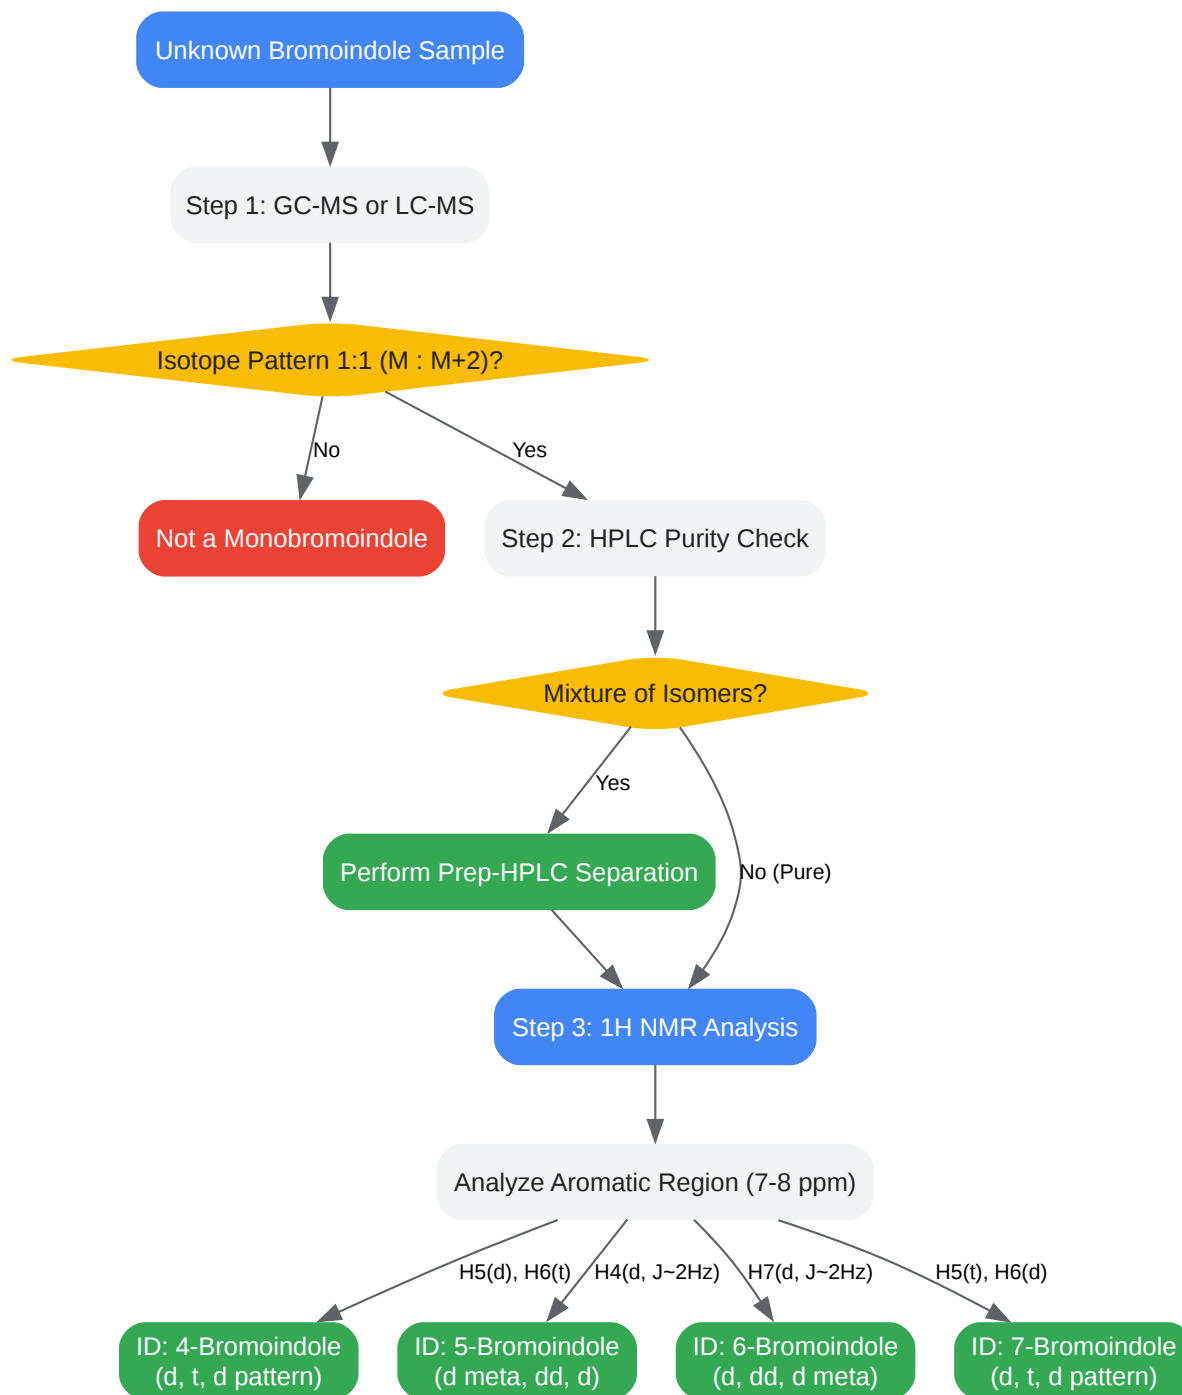 Unknown Bromoindole Sample
Step 1: GC-MS or LC-MS
Isotope Pattern 1:1 (M : M+2)?
No
Yes
Not a Monobromoindole
Step 2: HPLC Purity Check
Mixture of Isomers?
Yes
Perform Prep-HPLC Separation
No (Pure)
Step 3: 1H NMR Analysis
Analyze Aromatic Region (7-8 ppm)
H5(d), H6(t)
H4(d, J~2Hz)
H7(d, J~2Hz)
H5(t), H6(d)
ID: 4-Bromoindole
(d, t, d pattern)
ID: 5-Bromoindole
(d meta, dd, d)
ID: 6-Bromoindole
(d, dd, d meta)
ID: 7-Bromoindole
(d, t, d pattern)